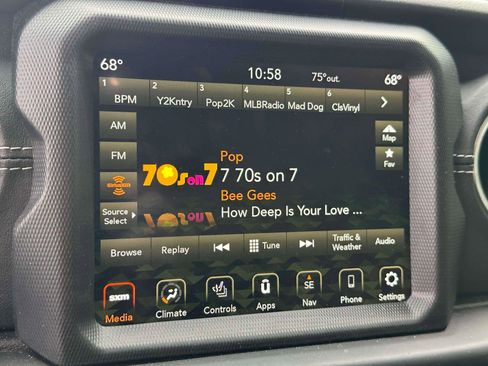 68°
10:58
75°out.
68°
1 BPM
2 Y2Kntry
3 Pop2K
4 MLBRadio
5 Mad Dog
6 ClsVinyl
AM
FM
SiriusXM
Source
Select
70s on 7
Pop
7 70s on 7
Bee Gees
How Deep Is Your Love ...
Map
Fav
Browse
Replay
Tune
Traffic &
Weather
Audio
sxm
Media
Climate
Controls
ū
Apps
SE
Nav
Phone
Settings